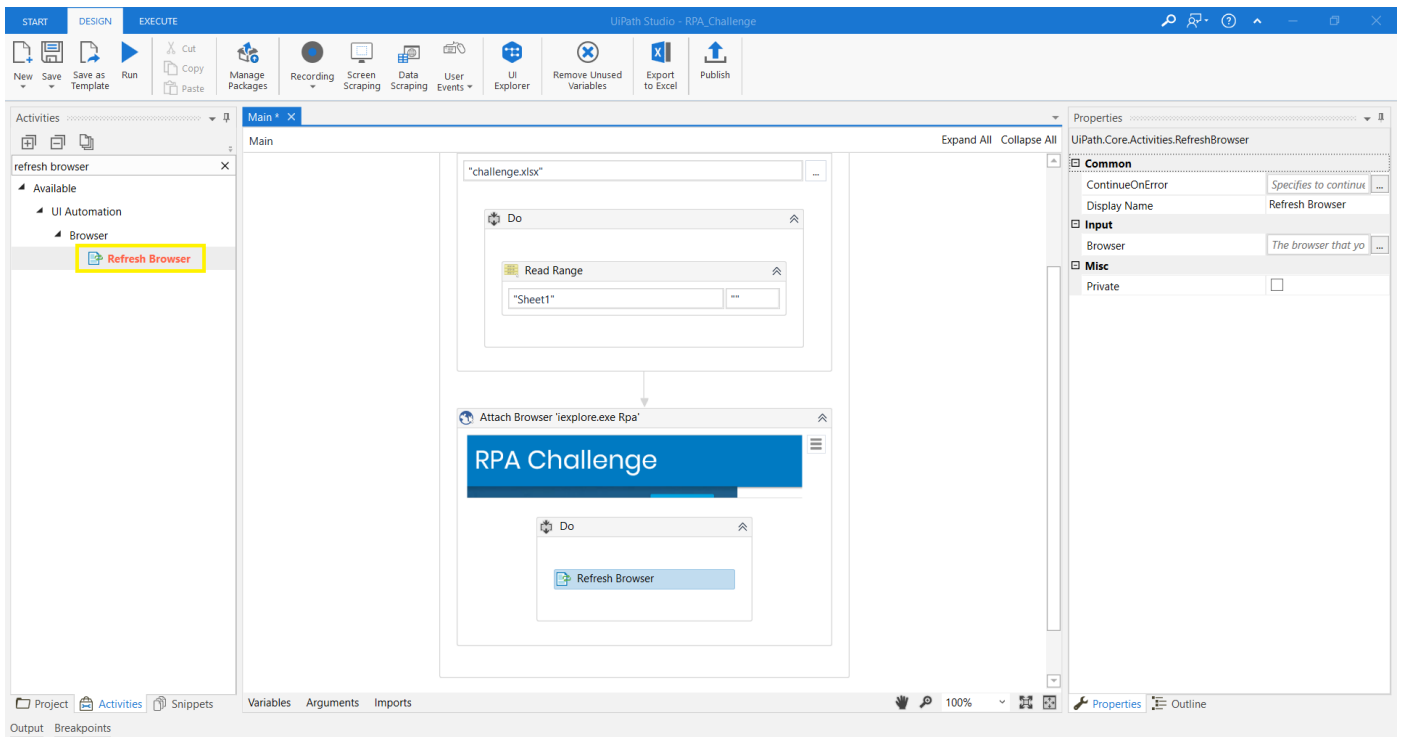 START DESIGN EXECUTE UiPath Studio - RPA_Challenge
New Save Save as Template Run Cut Copy Paste Manage Packages Recording Screen Scraping Data Scraping User Events UI Explorer Remove Unused Variables Export to Excel Publish
Activities
refresh browser
Available
UI Automation
Browser
Refresh Browser
Project Activities Snippets
Output Breakpoints
Main *
Main Expand All Collapse All
"challenge.xlsx" ...
Do
Read Range
"Sheet1" ""
Attach Browser 'iexplore.exe Rpa'
RPA Challenge
Do
Refresh Browser
Variables Arguments Imports 100%
Properties
UiPath.Core.Activities.RefreshBrowser
Common
ContinueOnError Specifies to continue ...
Display Name Refresh Browser
Input
Browser The browser that yo ...
Misc
Private
Properties Outline